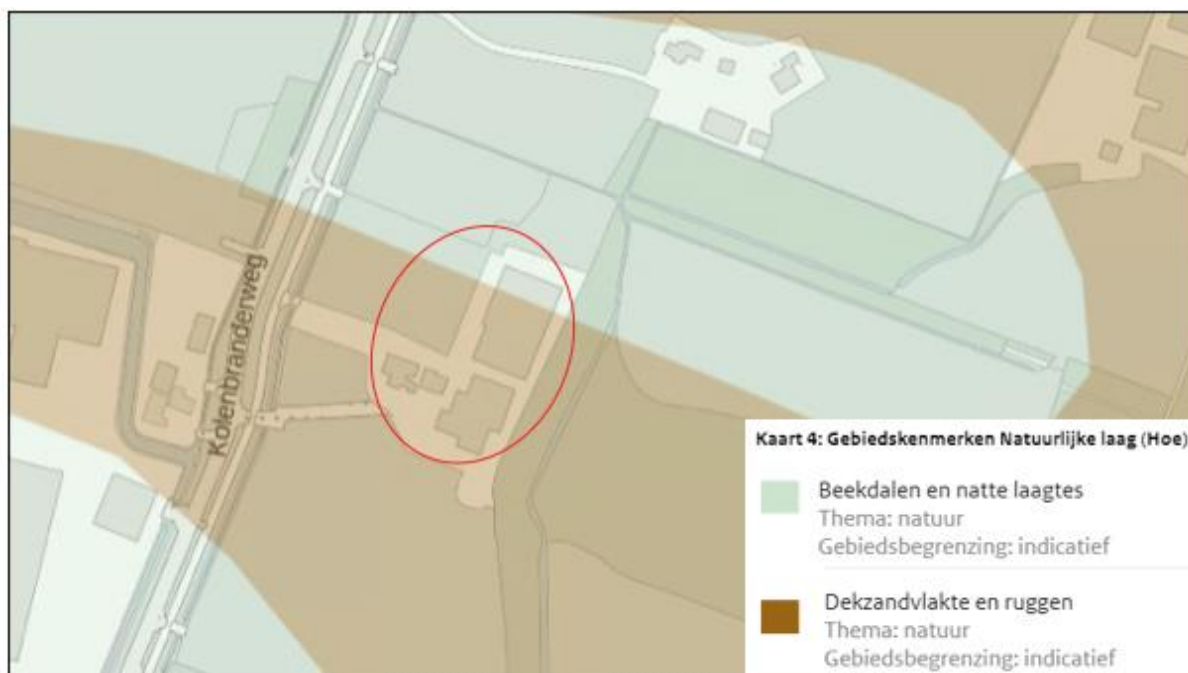 Kolenbranderweg
Kaart 4: Gebiedskenmerken Natuurlijke laag (Hoe)
Beekdalen en natte laagtes
Thema: natuur
Gebiedsbegrenzing: indicatief
Dekzandvlakte en ruggen
Thema: natuur
Gebiedsbegrenzing: indicatief